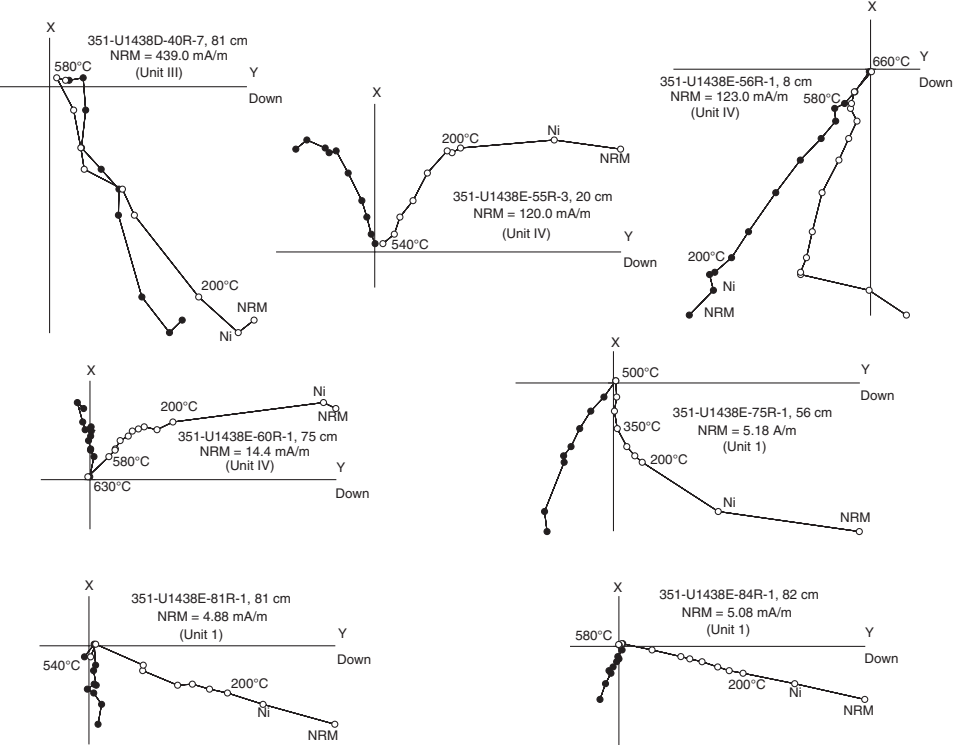 X
351-U1438D-40R-7, 81 cm
NRM = 439.0 mA/m
(Unit III)
580°C
Y
Down
200°C
NRM
Ni
X
200°C
Ni
NRM
351-U1438E-55R-3, 20 cm
NRM = 120.0 mA/m
(Unit IV)
540°C
Y
Down
X
660°C
Y
Down
351-U1438E-56R-1, 8 cm
NRM = 123.0 mA/m
(Unit IV)
580°C
200°C
Ni
NRM
X
Ni
200°C
NRM
351-U1438E-60R-1, 75 cm
NRM = 14.4 mA/m
(Unit IV)
580°C
630°C
Y
Down
X
500°C
Y
Down
351-U1438E-75R-1, 56 cm
NRM = 5.18 A/m
(Unit 1)
350°C
200°C
Ni
NRM
X
351-U1438E-81R-1, 81 cm
NRM = 4.88 mA/m
(Unit 1)
Y
Down
540°C
200°C
Ni
NRM
X
351-U1438E-84R-1, 82 cm
NRM = 5.08 mA/m
(Unit 1)
580°C
Y
Down
200°C
Ni
NRM